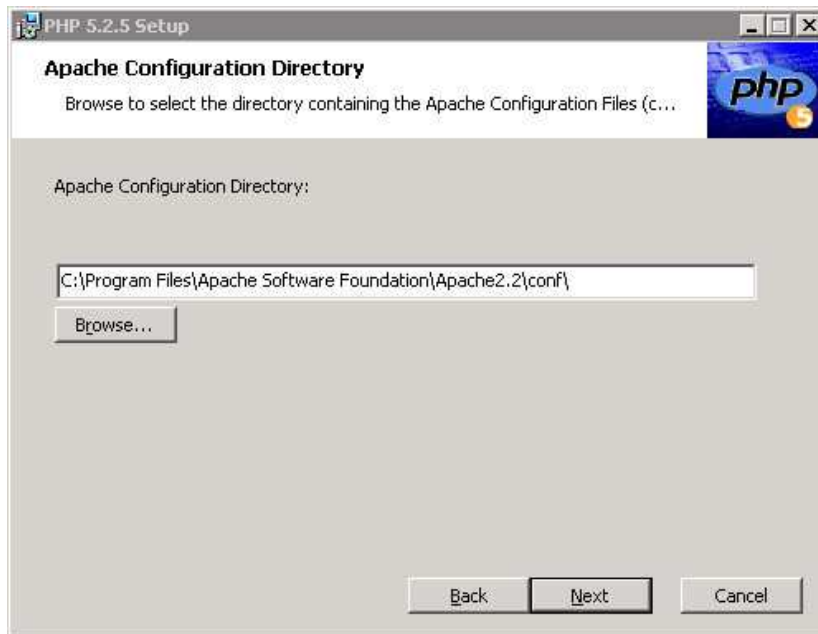 PHP 5.2.5 Setup
Apache Configuration Directory
Browse to select the directory containing the Apache Configuration Files (c...
php
5
Apache Configuration Directory:
C:\Program Files\Apache Software Foundation\Apache2.2\conf\
Browse...
Back
Next
Cancel